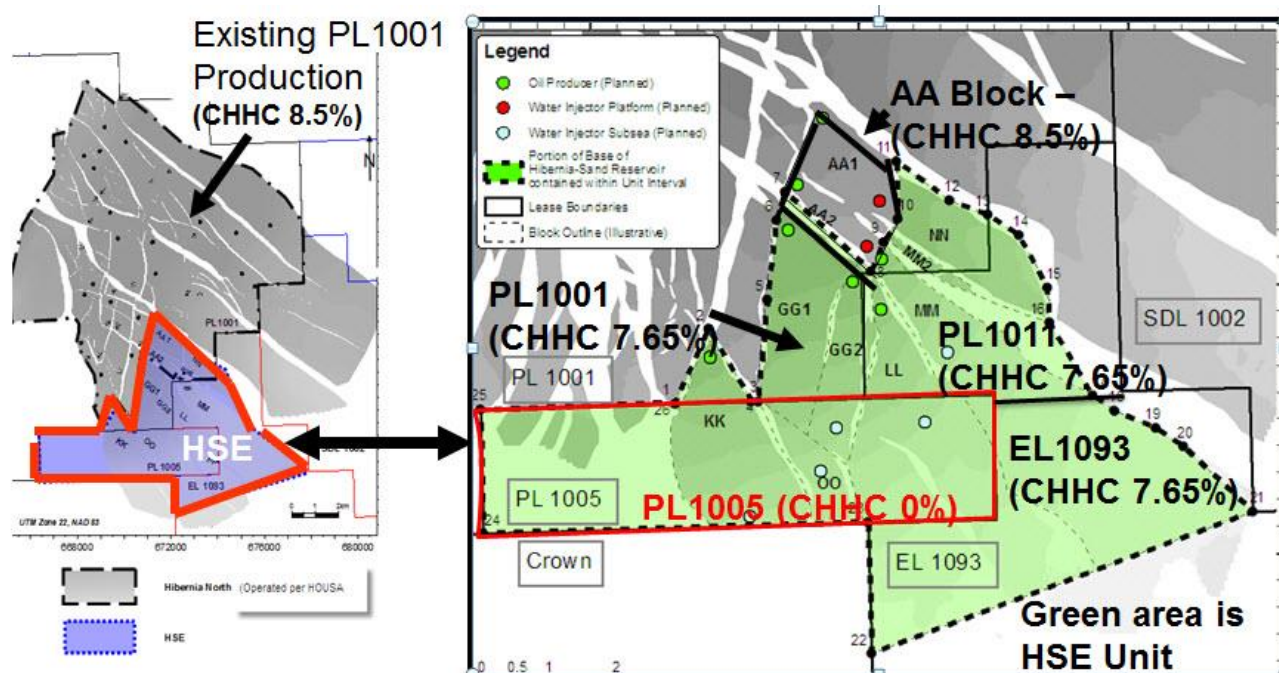 Existing PL1001
Production
(CHHC 8.5%)
N
PL1001
AA1
AA2
GG1
GG2
MM
LL
KK
OO
HSE
PL 1005
EL 1093
UTM Zone 22, NAD 83
668000
672000
676000
680000
Hibernia North (Operated per HOUSA
HSE
Legend
Oil Producer (Planned)
Water Injector Platform (Planned)
Water Injector Subsea (Planned)
Portion of Base of
Hibernia-Sand Reservoir
contained within Unit Interval
Lease Boundaries
Block Outline (Illustrative)
AA Block –
(CHHC 8.5%)
11
AA1
12
7
13
6
AA2
10
14
NN
9
MM2
15
5
GG1
MM
16
PL1001
(CHHC 7.65%)
2
GG2
PL1011
(CHHC 7.65%)
SDL 1002
PL 1001
LL
25
1
26
3
4
KK
19
20
EL1093
(CHHC 7.65%)
21
PL 1005
OO
PL1005 (CHHC 0%)
24
23
Crown
EL 1093
22
Green area is
HSE Unit
0 0.5 1 2